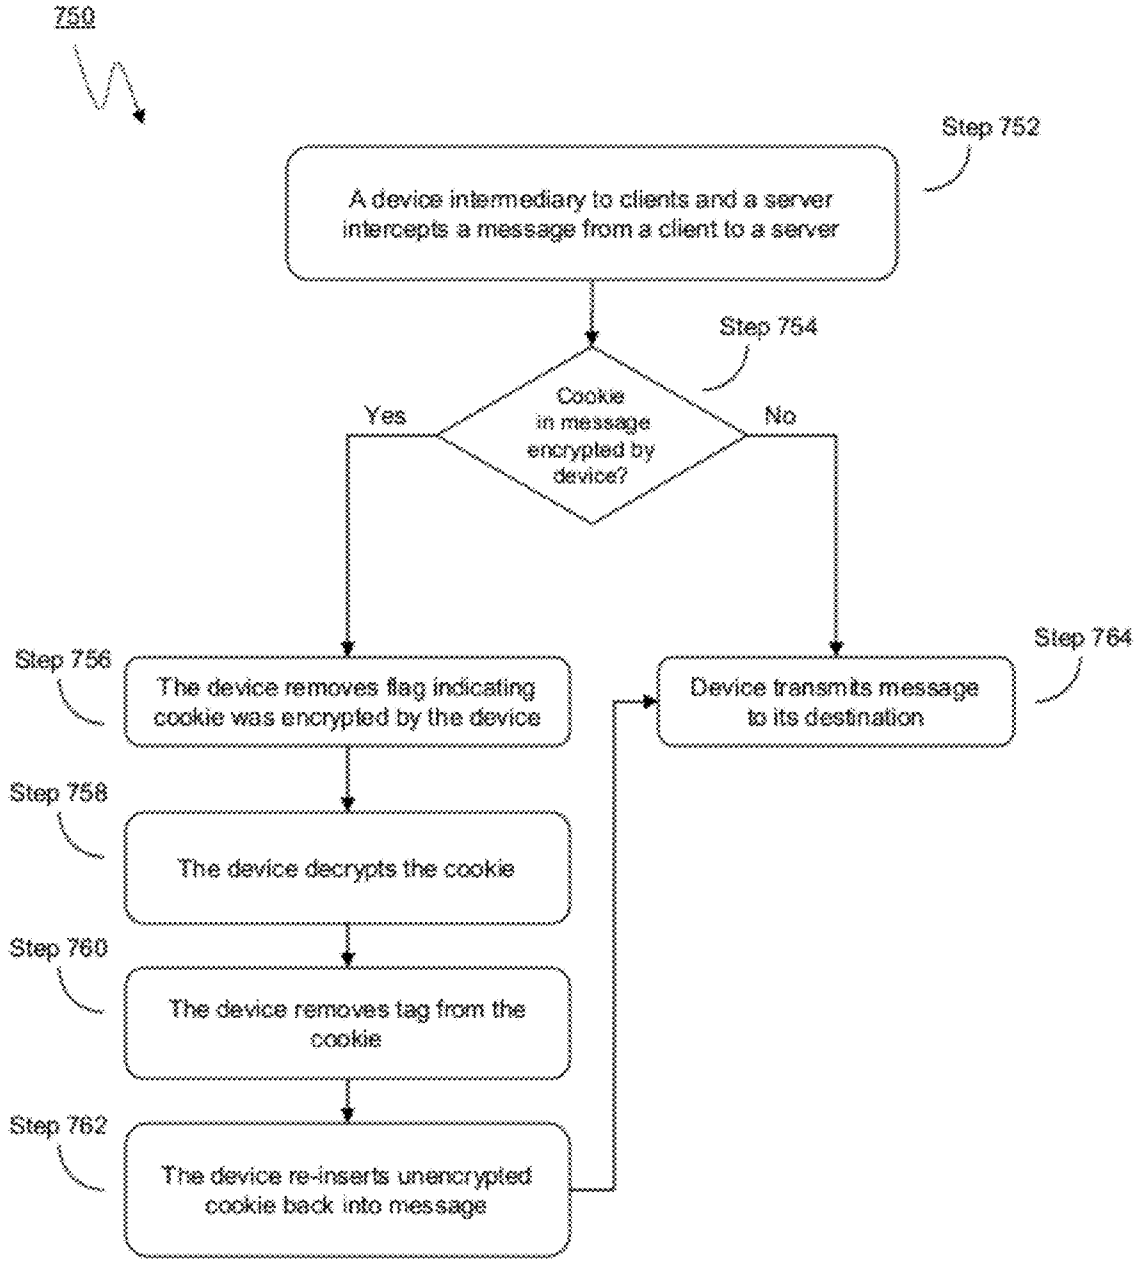 750
Step 752
A device intermediary to clients and a server
intercepts a message from a client to a server
Step 754
Cookie
in message
encrypted by
device?
Yes
No
Step 756
The device removes flag indicating
cookie was encrypted by the device
Step 764
Device transmits message
to its destination
Step 758
The device decrypts the cookie
Step 760
The device removes tag from the
cookie
Step 762
The device re-inserts unencrypted
cookie back into message